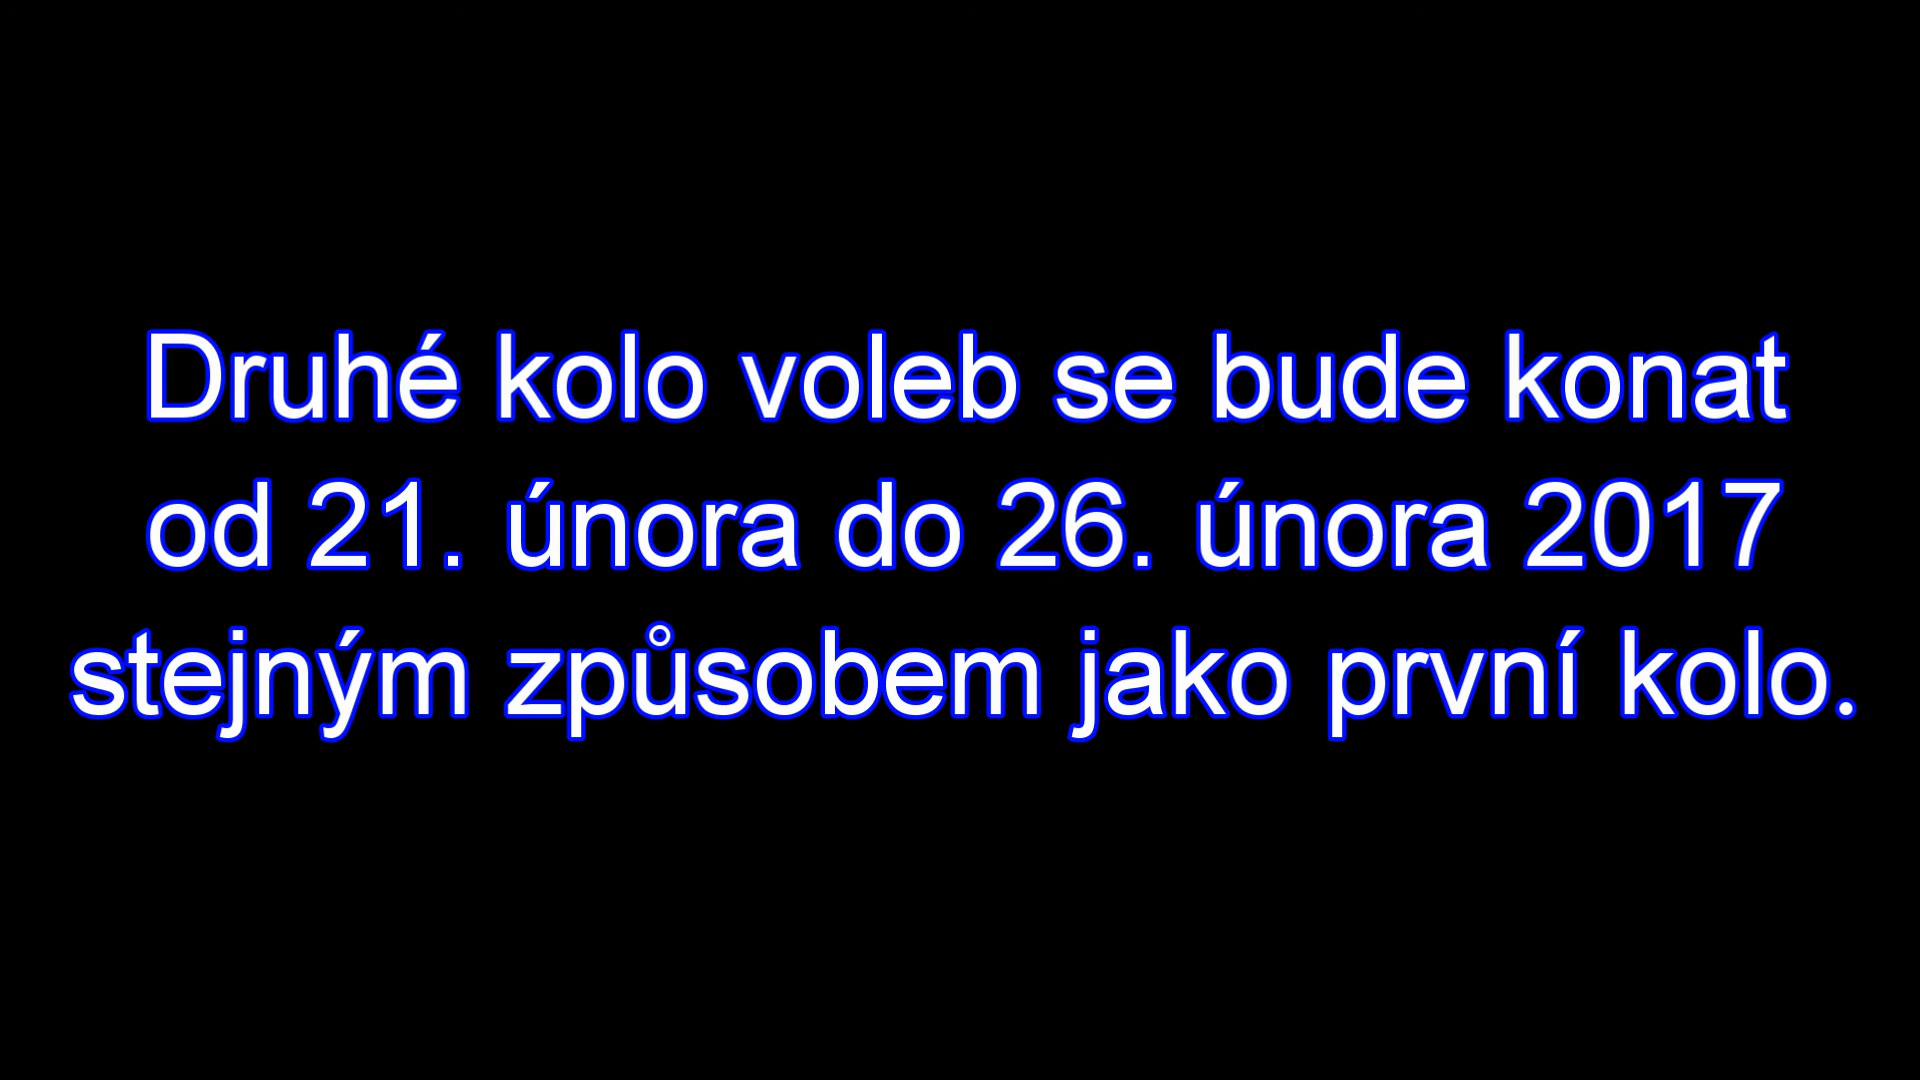 Druhé kolo voleb se bude konat
od 21. února do 26. února 2017
stejným způsobem jako první kolo.